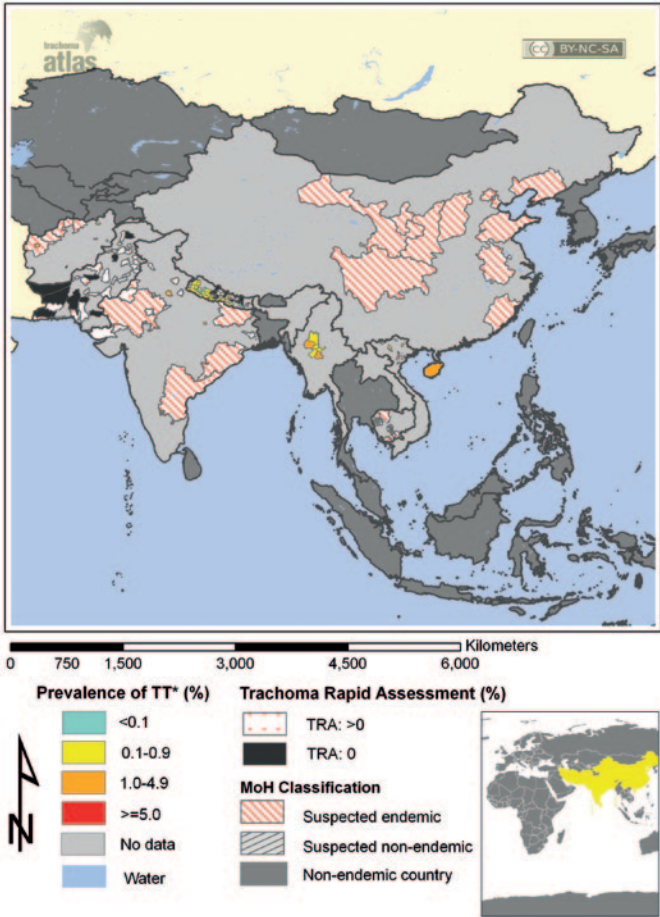 trachoma
atlas
cc BY-NC-SA
Kilometers
0 750 1,500 3,000 4,500 6,000
Prevalence of TT* (%)
<0.1
0.1-0.9
1.0-4.9
>=5.0
No data
Water
N
Trachoma Rapid Assessment (%)
TRA: >0
TRA: 0
MoH Classification
Suspected endemic
Suspected non-endemic
Non-endemic country